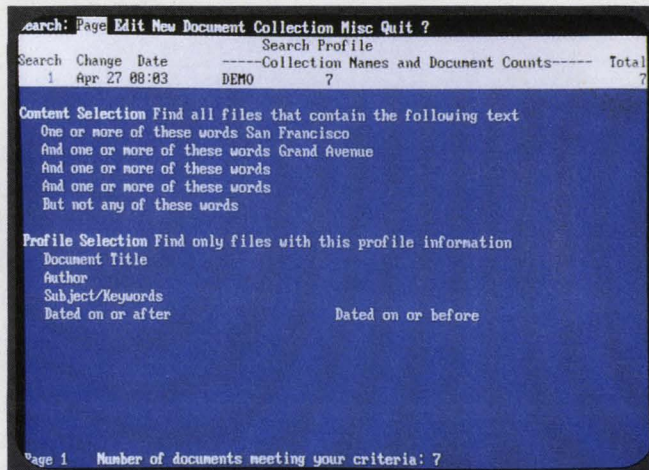 earch: Page Edit New Document Collection Misc Quit ?
Search Profile
Search Change Date -----Collection Names and Document Counts----- Total
1 Apr 27 08:03 DEMO 7 7
Content Selection Find all files that contain the following text
One or more of these words San Francisco
And one or more of these words Grand Avenue
And one or more of these words
And one or more of these words
But not any of these words
Profile Selection Find only files with this profile information
Document Title
Author
Subject/Keywords
Dated on or after Dated on or before
Page 1 Number of documents meeting your criteria: 7